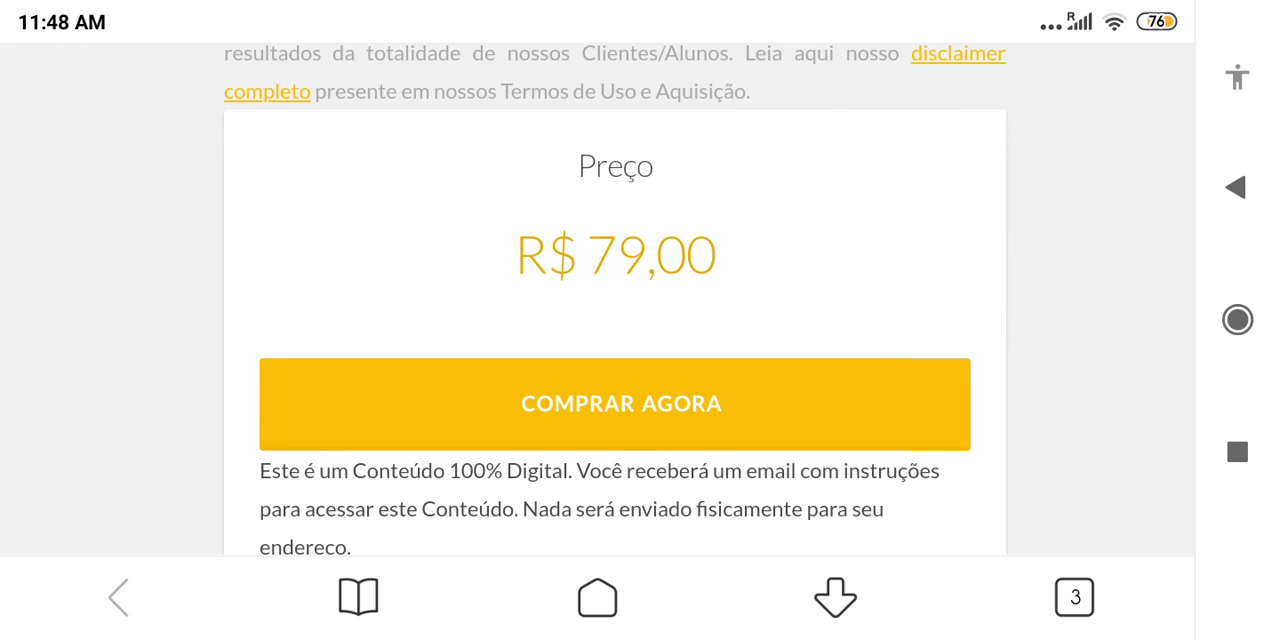 11:48 AM
R
76
resultados da totalidade de nossos Clientes/Alunos. Leia aqui nosso disclaimer
completo presente em nossos Termos de Uso e Aquisição.
Preço
R$ 79,00
COMPRAR AGORA
Este é um Conteúdo 100% Digital. Você receberá um email com instruções
para acessar este Conteúdo. Nada será enviado fisicamente para seu
endereço.
3